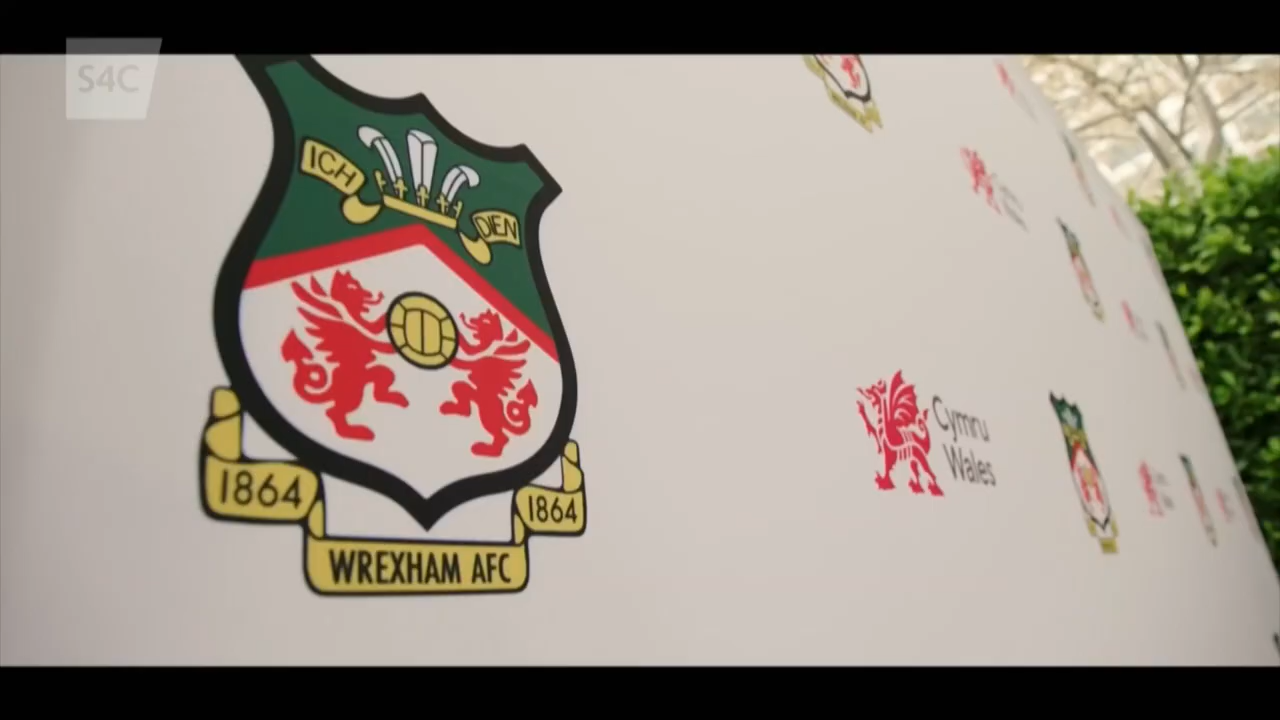 S4C
ICH DIEN
1864 1864
WREXHAM AFC
Cymru
Wales